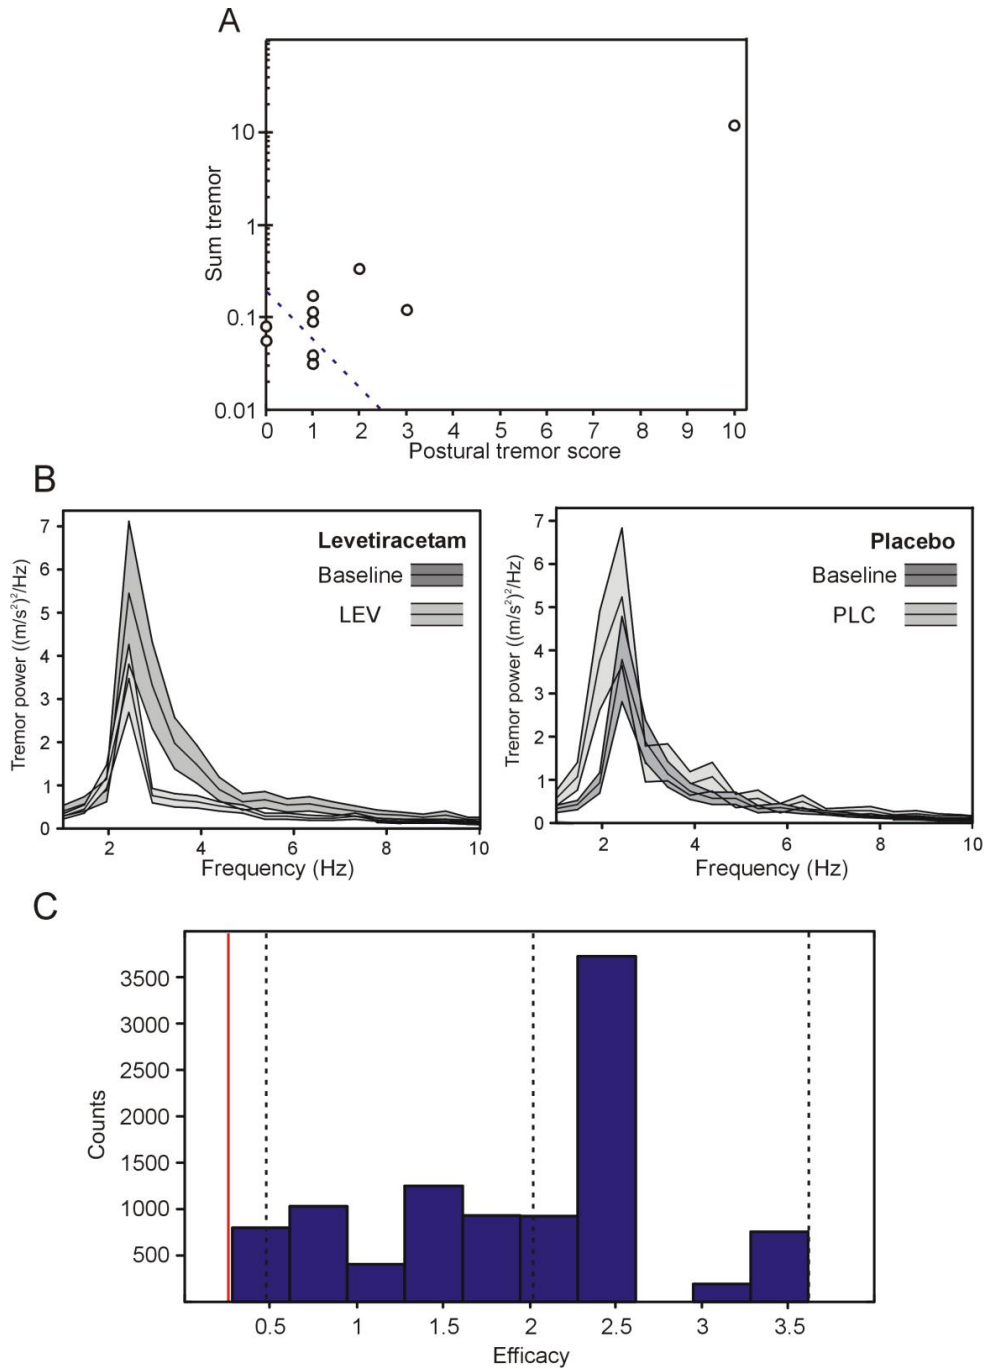 A
Sum tremor
10
1
0.1
0.01
0 1 2 3 4 5 6 7 8 9 10
Postural tremor score
B
Tremor power ((m/s²)²/Hz)
7
6
5
4
3
2
1
0
Levetiracetam
Baseline
LEV
2 4 6 8 10
Frequency (Hz)
Tremor power ((m/s²)²/Hz)
7
6
5
4
3
2
1
0
Placebo
Baseline
PLC
2 4 6 8 10
Frequency (Hz)
C
Counts
3500
3000
2500
2000
1500
1000
500
0.5 1 1.5 2 2.5 3 3.5
Efficacy